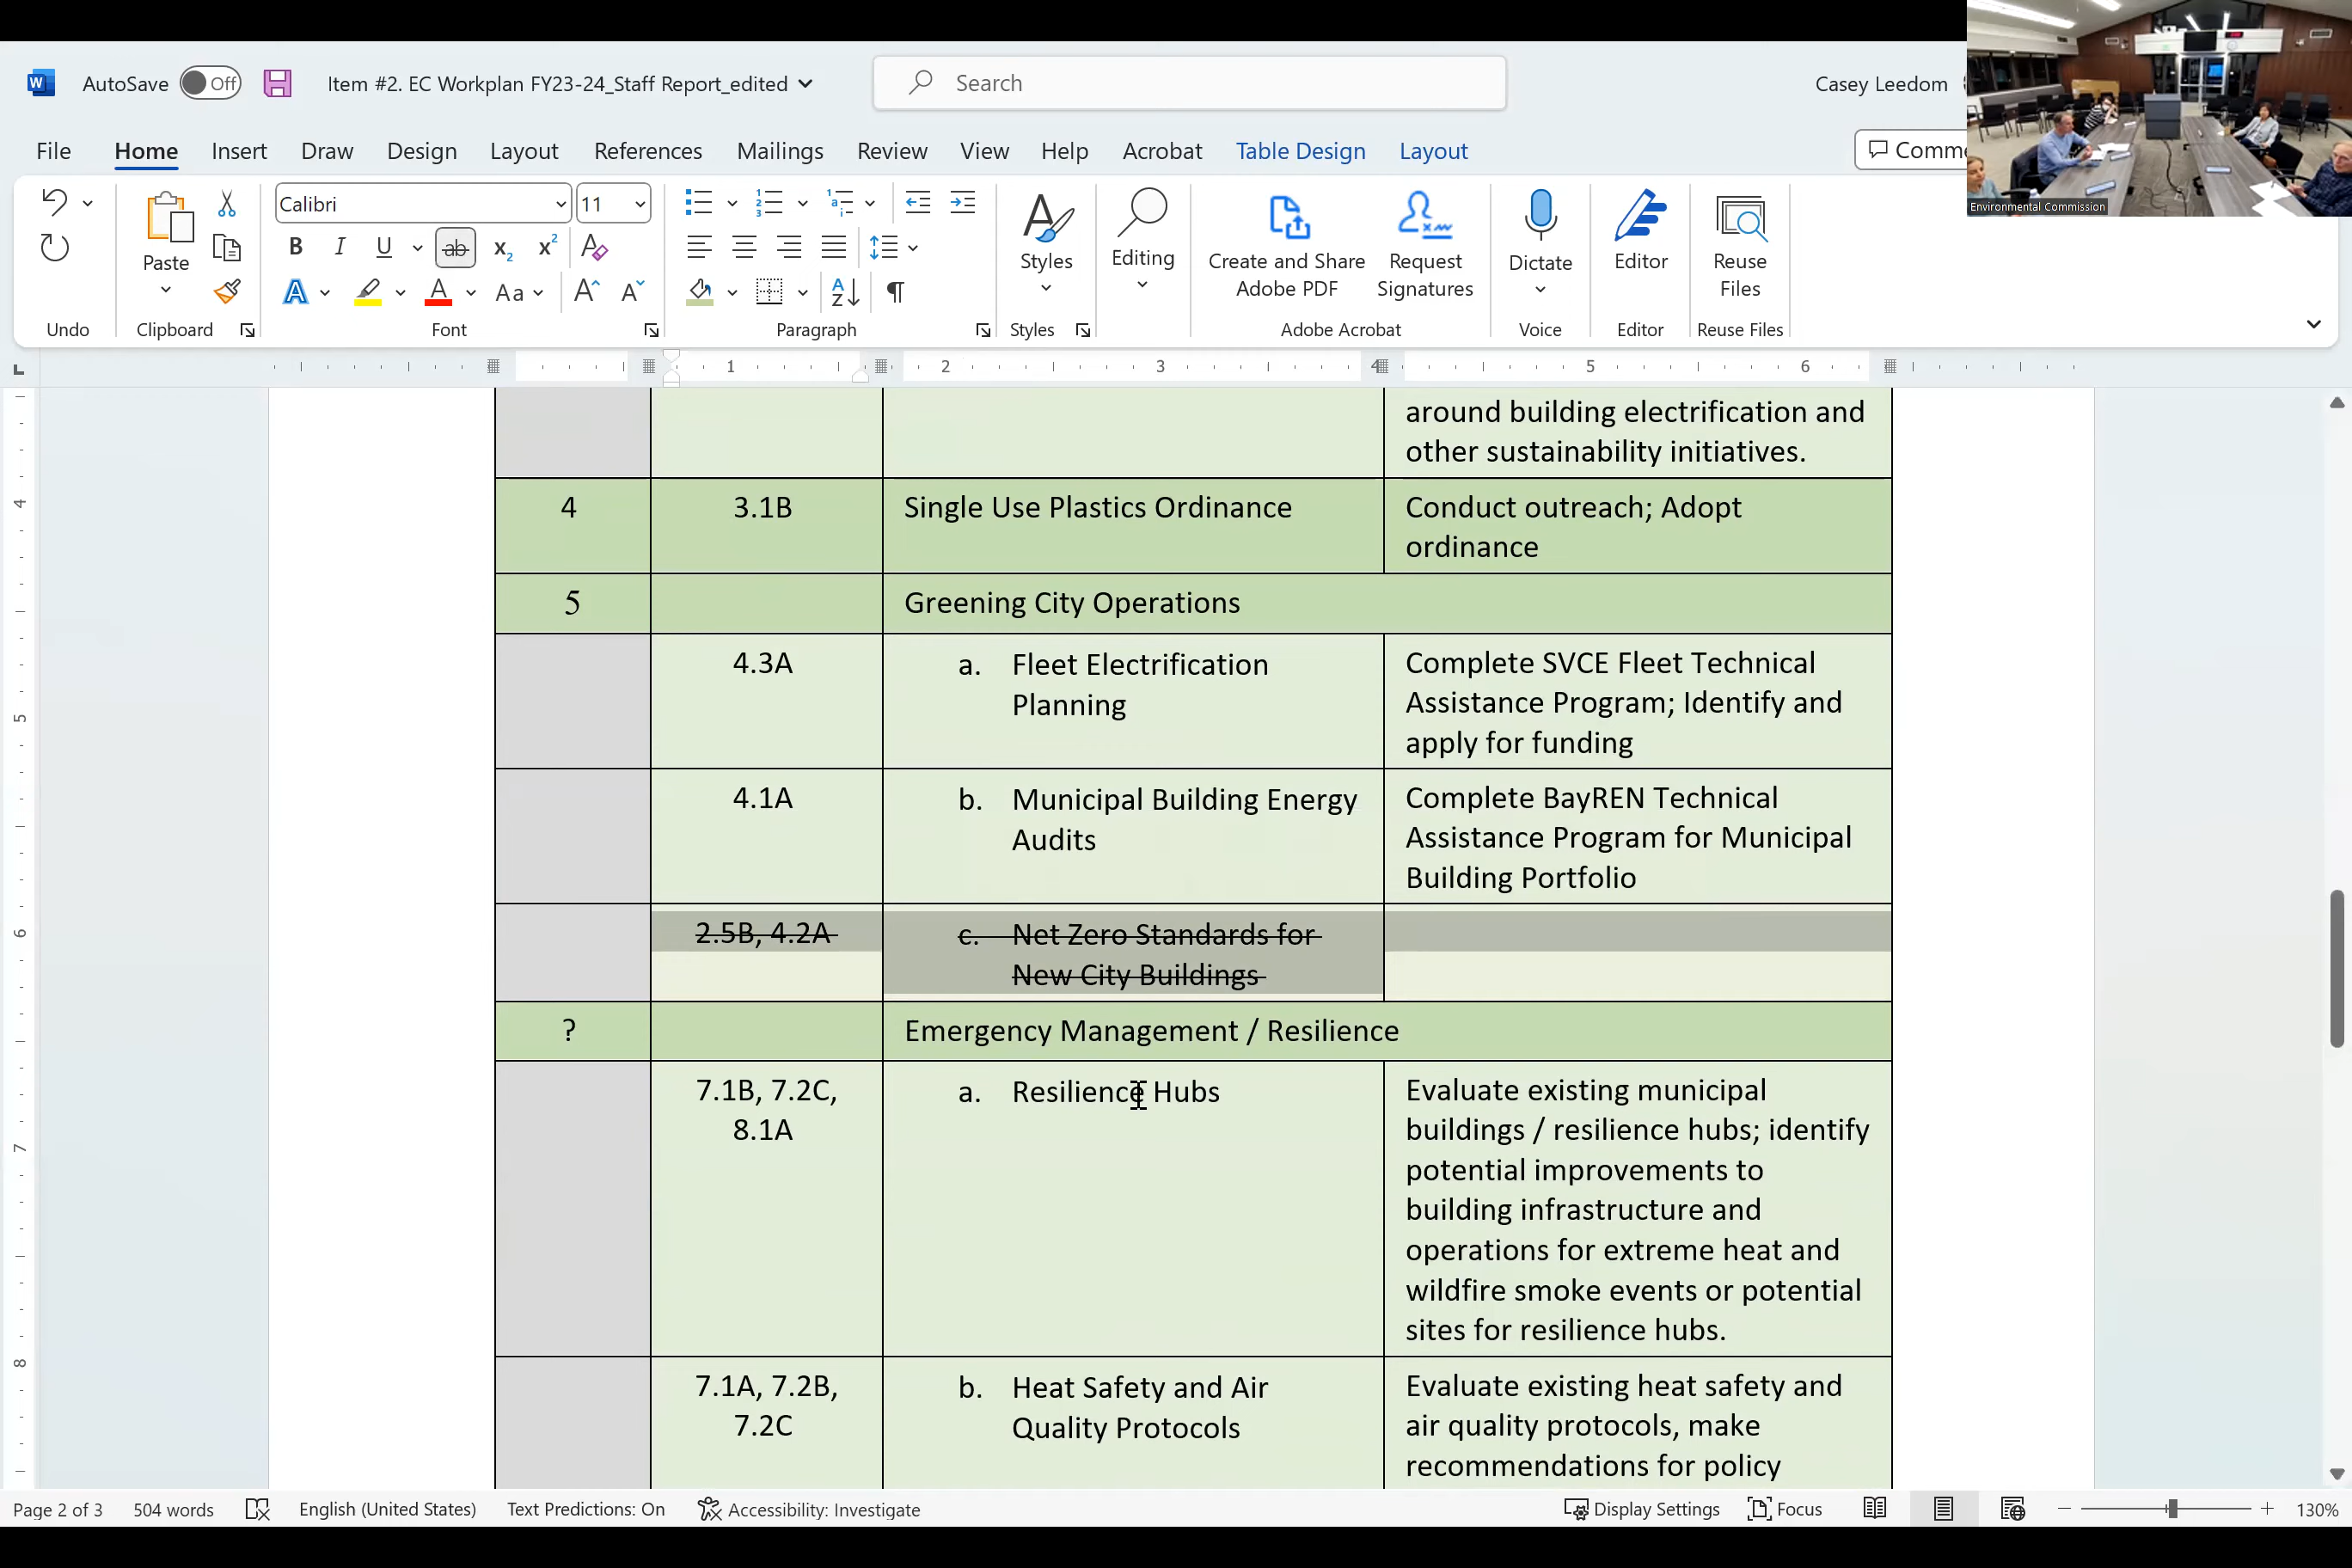 AutoSave Off Item #2. EC Workplan FY23-24_Staff Report_edited Search Casey Leedom
File Home Insert Draw Design Layout References Mailings Review View Help Acrobat Table Design Layout
Environmental Commission
Calibri 11
Paste Styles Editing Create and Share Adobe PDF Request Signatures Dictate Editor Reuse Files
Undo Clipboard Font Paragraph Styles Adobe Acrobat Voice Editor Reuse Files
1 2 3 4 5 6
around building electrification and
other sustainability initiatives.
4 3.1B Single Use Plastics Ordinance Conduct outreach; Adopt
ordinance
5 Greening City Operations
4.3A a. Fleet Electrification
Planning
Complete SVCE Fleet Technical
Assistance Program; Identify and
apply for funding
4.1A b. Municipal Building Energy
Audits
Complete BayREN Technical
Assistance Program for Municipal
Building Portfolio
2.5B, 4.2A c. Net Zero Standards for
New City Buildings
? Emergency Management / Resilience
7.1B, 7.2C,
8.1A
a. Resilience Hubs
Evaluate existing municipal
buildings / resilience hubs; identify
potential improvements to
building infrastructure and
operations for extreme heat and
wildfire smoke events or potential
sites for resilience hubs.
7.1A, 7.2B,
7.2C
b. Heat Safety and Air
Quality Protocols
Evaluate existing heat safety and
air quality protocols, make
recommendations for policy
Page 2 of 3 504 words English (United States) Text Predictions: On Accessibility: Investigate Display Settings Focus 130%